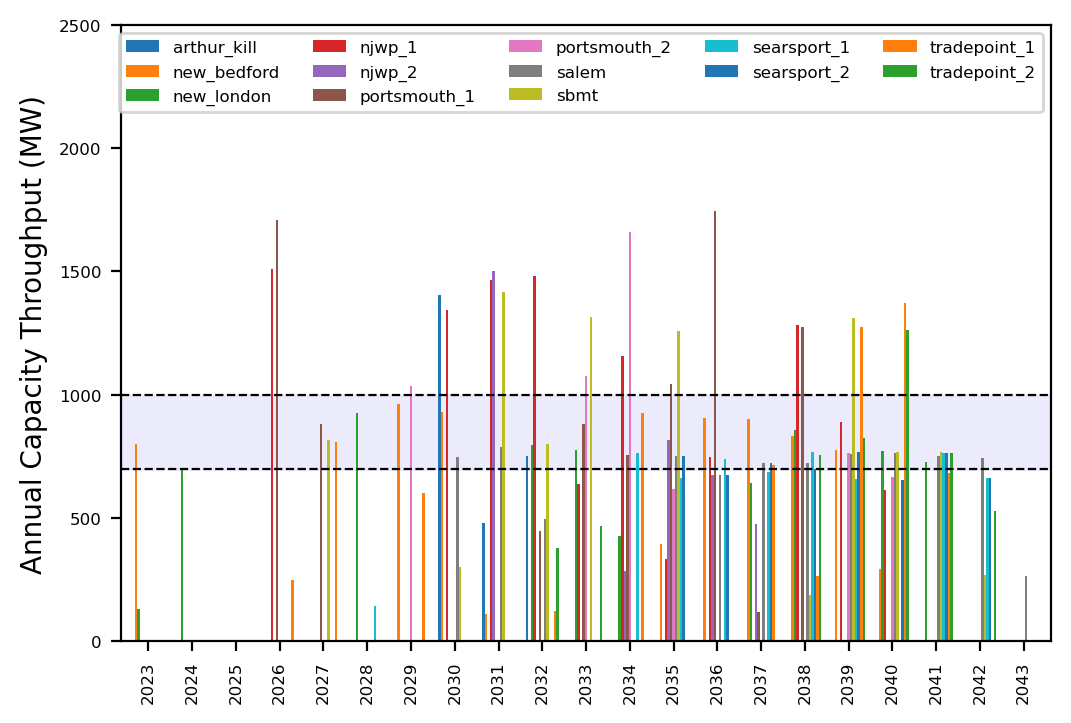 Annual Capacity Throughput (MW)
2500
2000
1500
1000
500
0
arthur_kill njwp_1 portsmouth_2 searsport_1 tradepoint_1
new_bedford njwp_2 salem searsport_2 tradepoint_2
new_london portsmouth_1 sbmt
2023 2024 2025 2026 2027 2028 2029 2030 2031 2032 2033 2034 2035 2036 2037 2038 2039 2040 2041 2042 2043